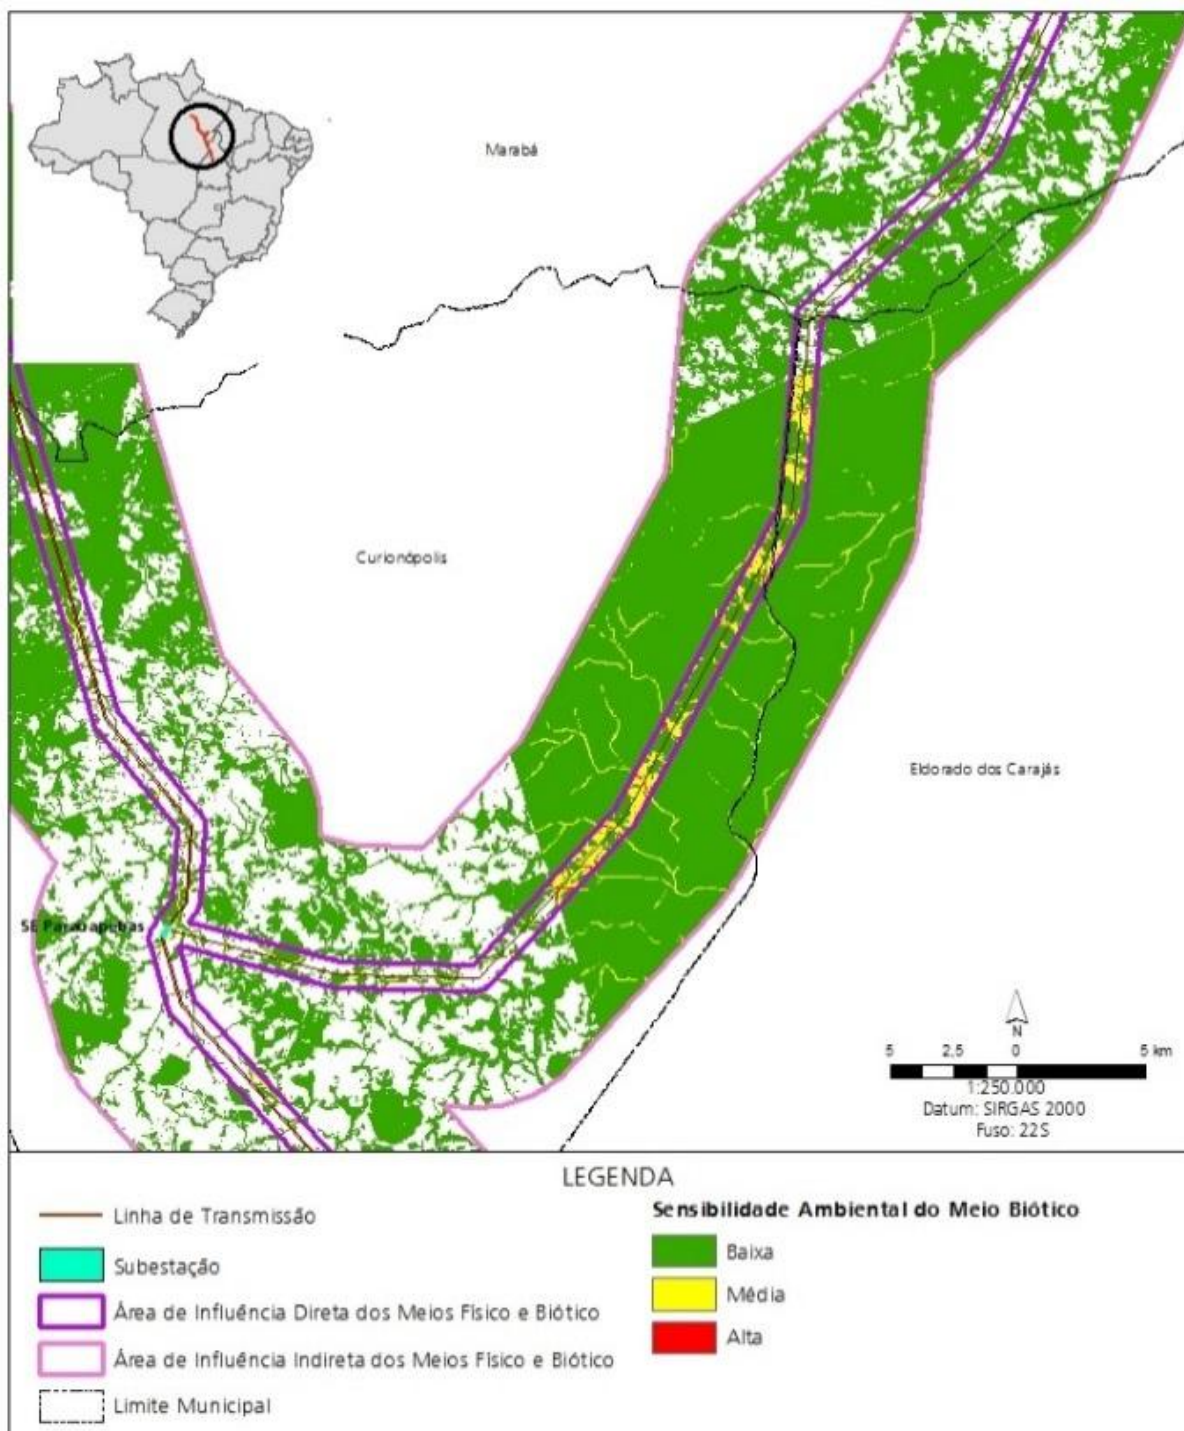 Marabá
Curionópolis
Eldorado dos Carajás
SE Parauapebas
N
5 2,5 0 5 km
1:250.000
Datum: SIRGAS 2000
Fuso: 22S
LEGENDA
Linha de Transmissão
Subestação
Área de Influência Direta dos Meios Físico e Biótico
Área de Influência Indireta dos Meios Físico e Biótico
Limite Municipal
Sensibilidade Ambiental do Meio Biótico
Baixa
Média
Alta